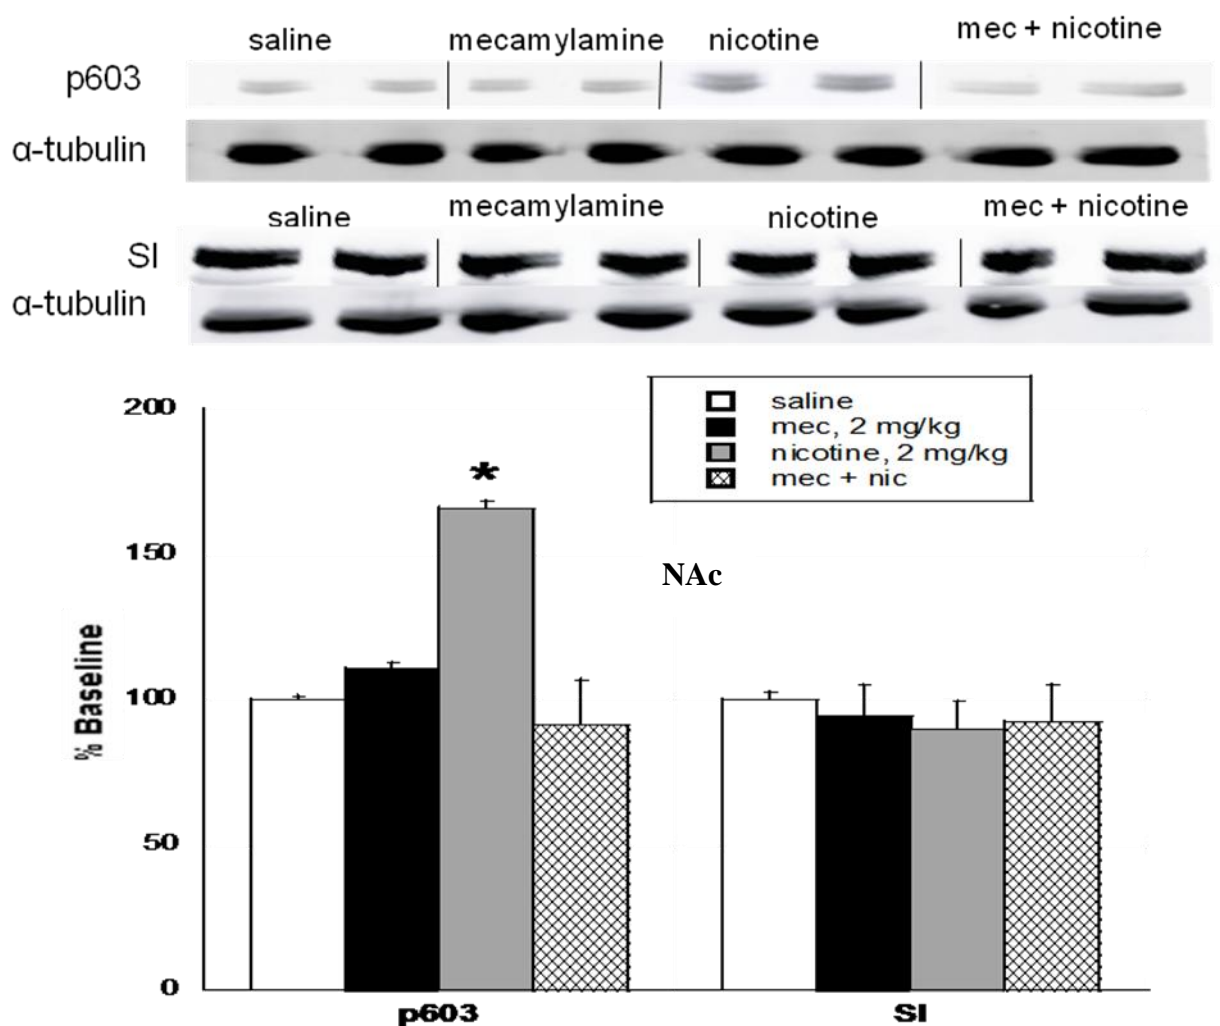 saline mecamylamine nicotine mec + nicotine
p603
α-tubulin
saline mecamylamine nicotine mec + nicotine
SI
α-tubulin
200
150
100
50
0
% Baseline
*
saline
mec, 2 mg/kg
nicotine, 2 mg/kg
mec + nic
NAc
p603 SI